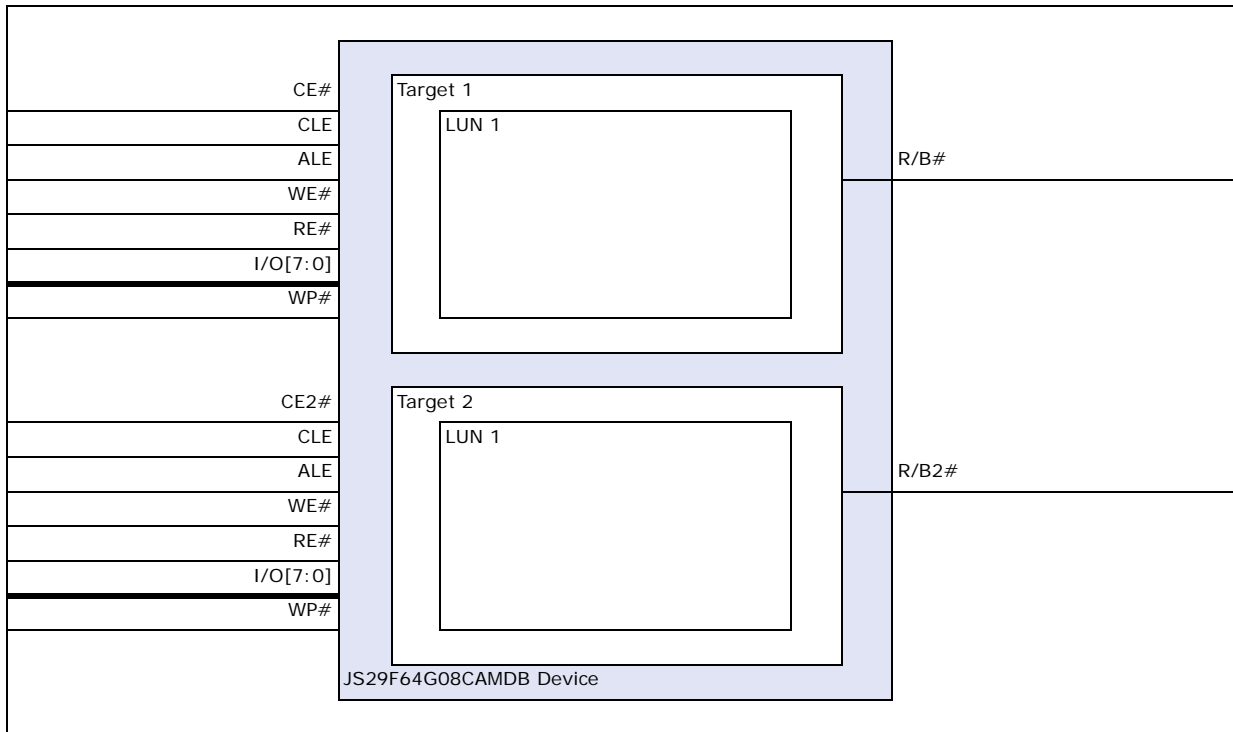 CE#
Target 1
CLE
LUN 1
ALE
R/B#
WE#
RE#
I/O[7:0]
WP#
CE2#
Target 2
CLE
LUN 1
ALE
R/B2#
WE#
RE#
I/O[7:0]
WP#
JS29F64G08CAMDB Device